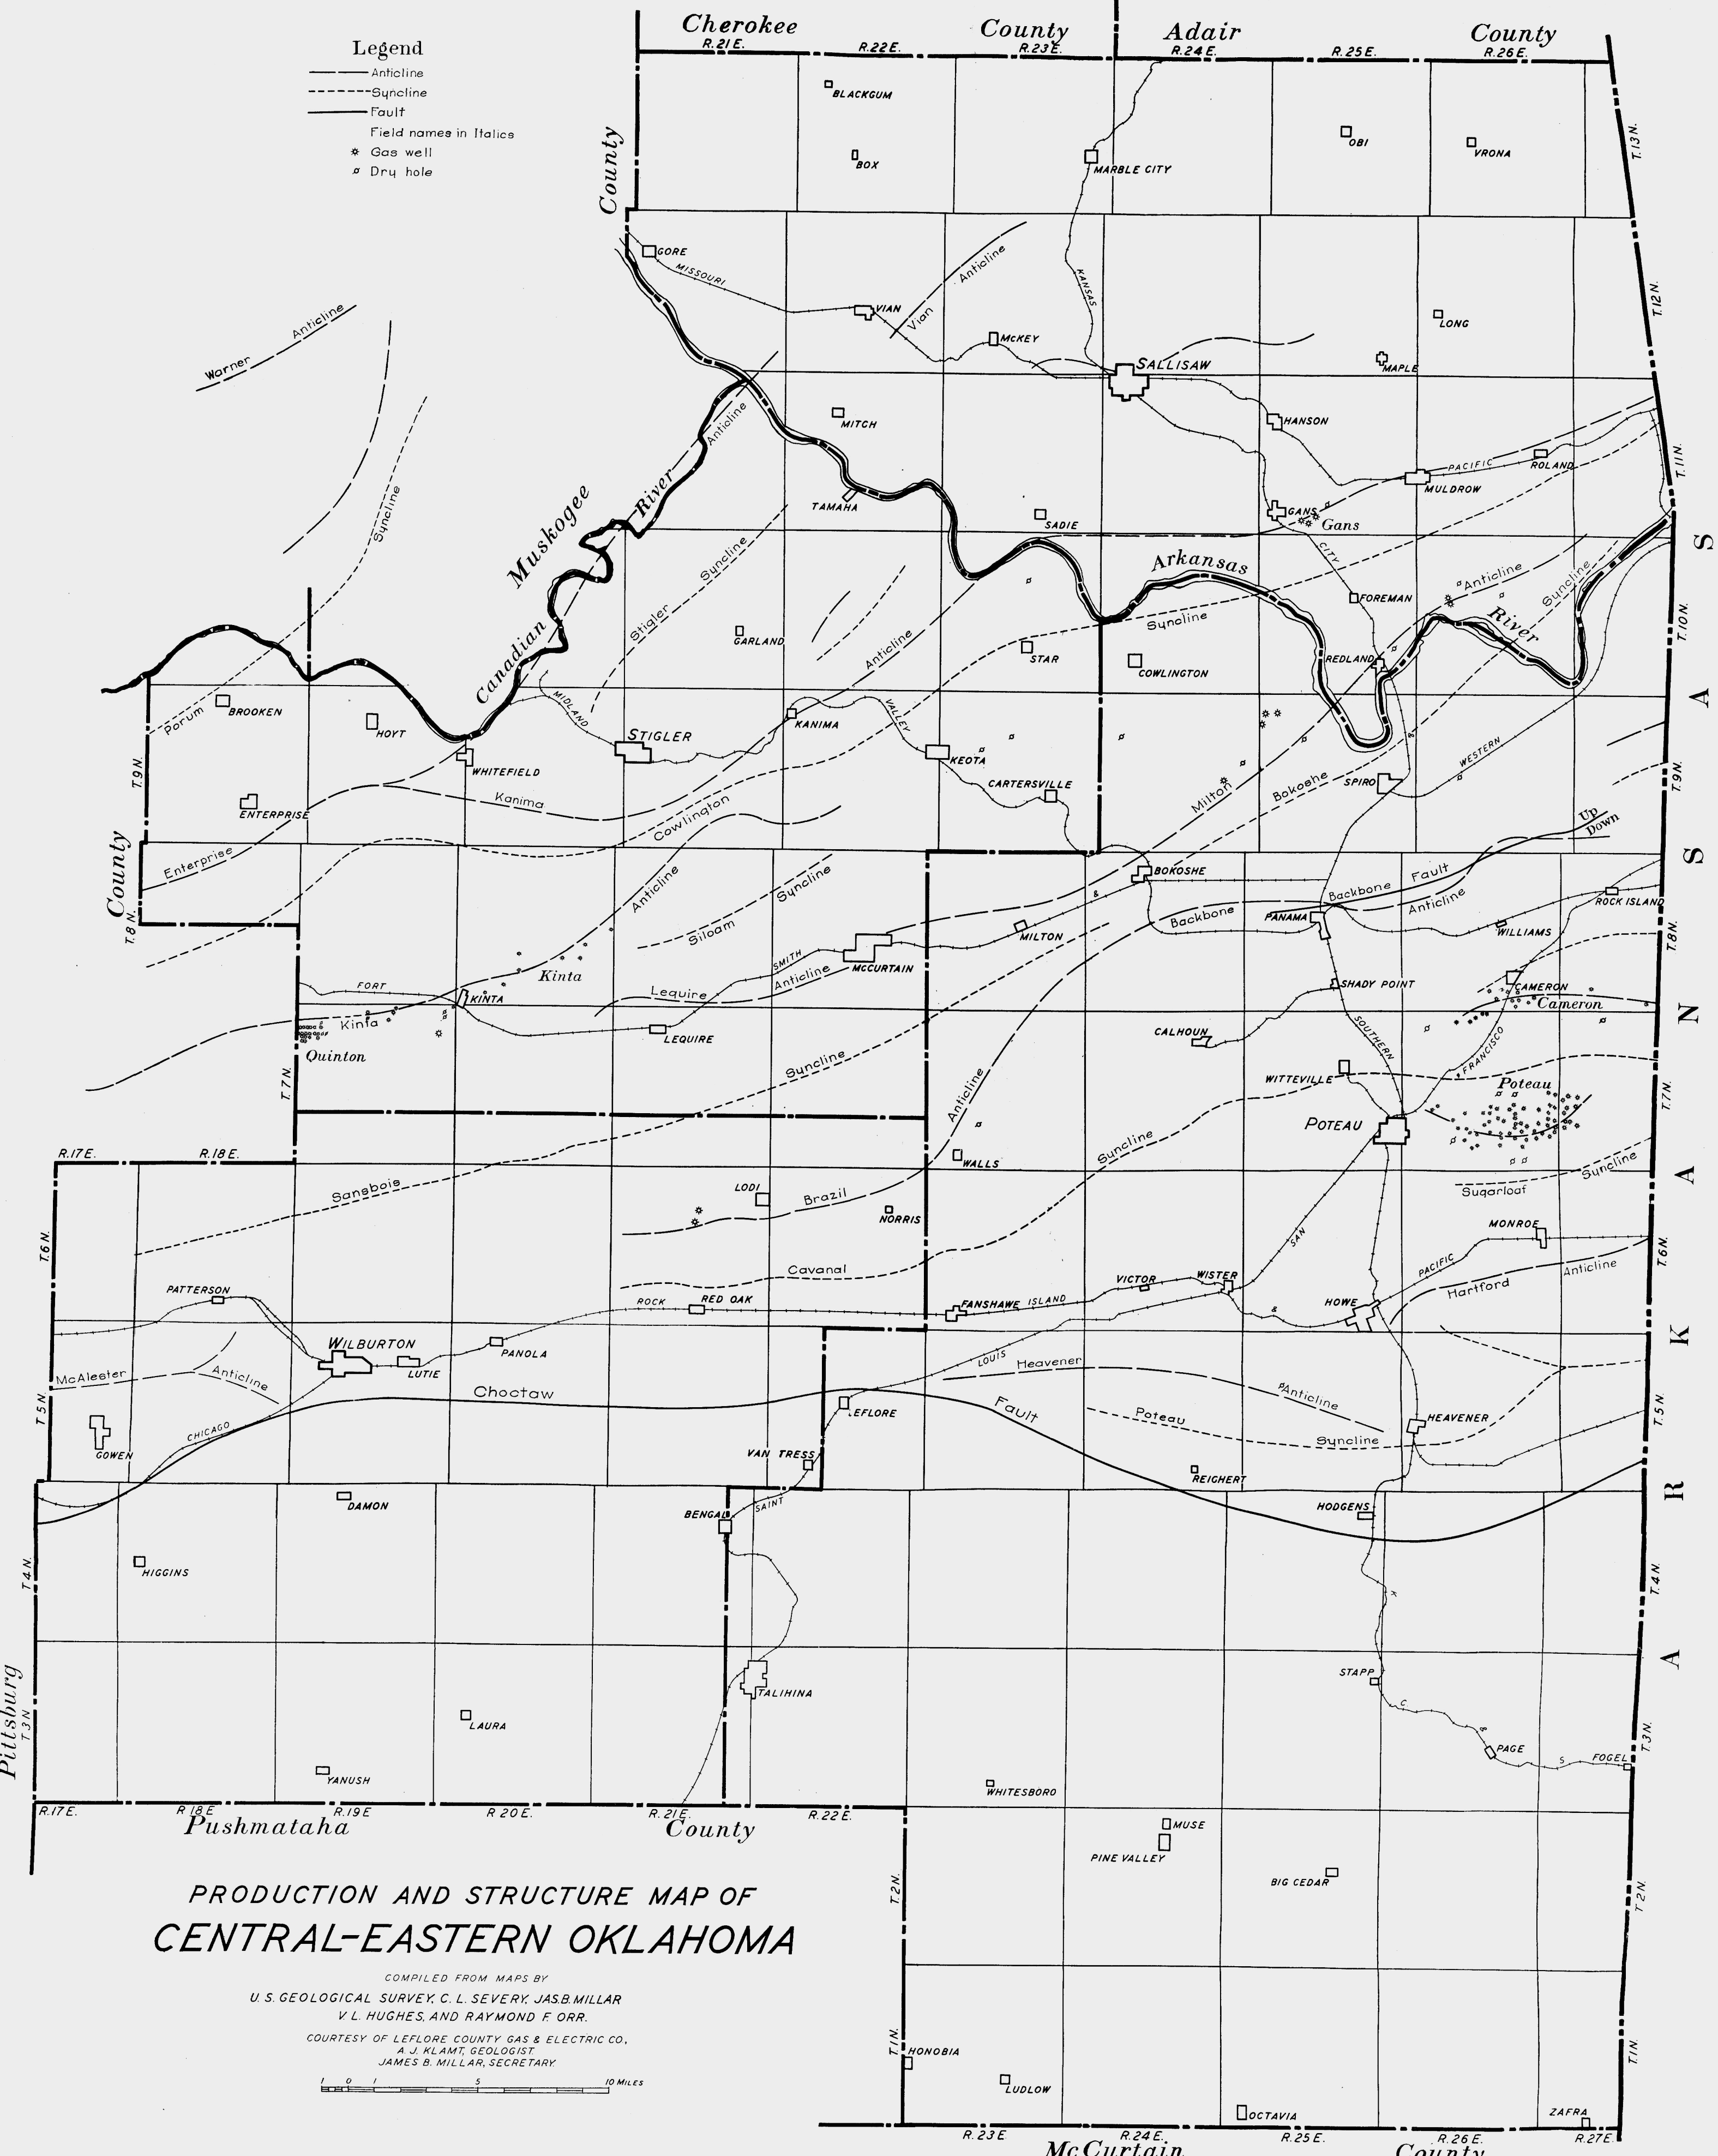 Cherokee County Adair County
R.21E. R.22E. R.23E. R.24E. R.25E. R.26E.
Legend
Anticline
Syncline
Fault
Field names in Italics
Gas well
Dry hole
County
BLACKGUM
BOX
MARBLE CITY
OBI
VRONA
T.13N.
GORE
MISSOURI
VIAN
Vian Anticline
KANSAS
McKEY
LONG
T.12N.
Warner Anticline
SALLISAW
MAPLE
MITCH
HANSON
Anticline
Syncline
PACIFIC
ROLAND
MULDROW
T.11N.
TAMAHA
SADIE
GANS
Gans
CITY
Muskogee
Canadian River
Arkansas River
Stigler Syncline
GARLAND
Anticline
STAR
COWLINGTON
Syncline
FOREMAN
Anticline
Syncline
REDLAND
T.10N.
Porum
BROOKEN
HOYT
WHITEFIELD
MIDLAND
STIGLER
KANIMA
VALLEY
KEOTA
CARTERSVILLE
SPIRO
WESTERN
T.9N.
T.9N.
ENTERPRISE
Kanima
Cowlington
Milton
Bokoshe
Up
Down
Enterprise
County
T.8N.
Anticline
Siloam Syncline
BOKOSHE
&
Backbone Fault
Backbone Anticline
PANAMA
ROCK ISLAND
WILLIAMS
MILTON
McCURTAIN
SMITH
T.8N.
Kinta
FORT
KINTA
Kinta
Lequire Anticline
LEQUIRE
Quinton
SHADY POINT
CAMERON
Cameron
CALHOUN
SOUTHERN
FRANCISCO
WITTEVILLE
Poteau
POTEAU
T.7N.
T.7N.
Syncline
Anticline
WALLS
Syncline
Sugarloaf Syncline
R.17E. R.18E.
Sansbois
LODI
Brazil
NORRIS
MONROE
T.6N.
T.6N.
Cavanal
PATTERSON
ROCK
RED OAK
FANSHAWE
ISLAND
VICTOR
WISTER
SAN
&
HOWE
PACIFIC
Hartford Anticline
WILBURTON
LUTIE
PANOLA
McAlester Anticline
GOWEN
CHICAGO
Choctaw Fault
LOUIS
Heavener Anticline
LEFLORE
Poteau Syncline
HEAVENER
T.5N.
T.5N.
VAN TRESS
REICHERT
DAMON
SAINT
BENGAL
HODGENS
HIGGINS
T.4N.
T.4N.
K
TALIHINA
STAPP
C.
&
S
LAURA
PAGE
FOGEL
YANUSH
WHITESBORO
Pittsburg
T.3N
T.3N.
R.17E. R 18E R.19E R.20E. R.21E. R.22E.
Pushmataha County
MUSE
PINE VALLEY
BIG CEDAR
T.2N.
T.2N.
PRODUCTION AND STRUCTURE MAP OF
CENTRAL-EASTERN OKLAHOMA
COMPILED FROM MAPS BY
U.S. GEOLOGICAL SURVEY, C. L. SEVERY, JAS.B.MILLAR
V. L. HUGHES, AND RAYMOND F. ORR.
COURTESY OF LEFLORE COUNTY GAS & ELECTRIC CO.,
A. J. KLAMT, GEOLOGIST.
JAMES B. MILLAR, SECRETARY.
1 0 1 5 10 MILES
T.1N.
T.1N.
HONOBIA
LUDLOW
OCTAVIA
ZAFRA
R.23E R.24E. R.25E. R.26E. R.27E.
McCurtain County
ARKANSAS